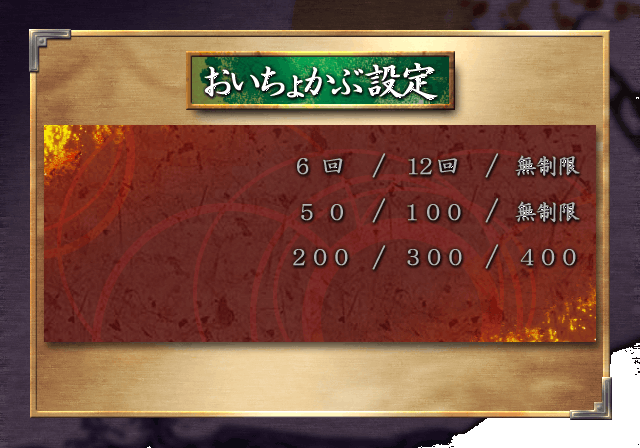 おいちょかぶ設定
６回 / 12回 / 無制限
５０ / １００ / 無制限
２００ / ３００ / ４００